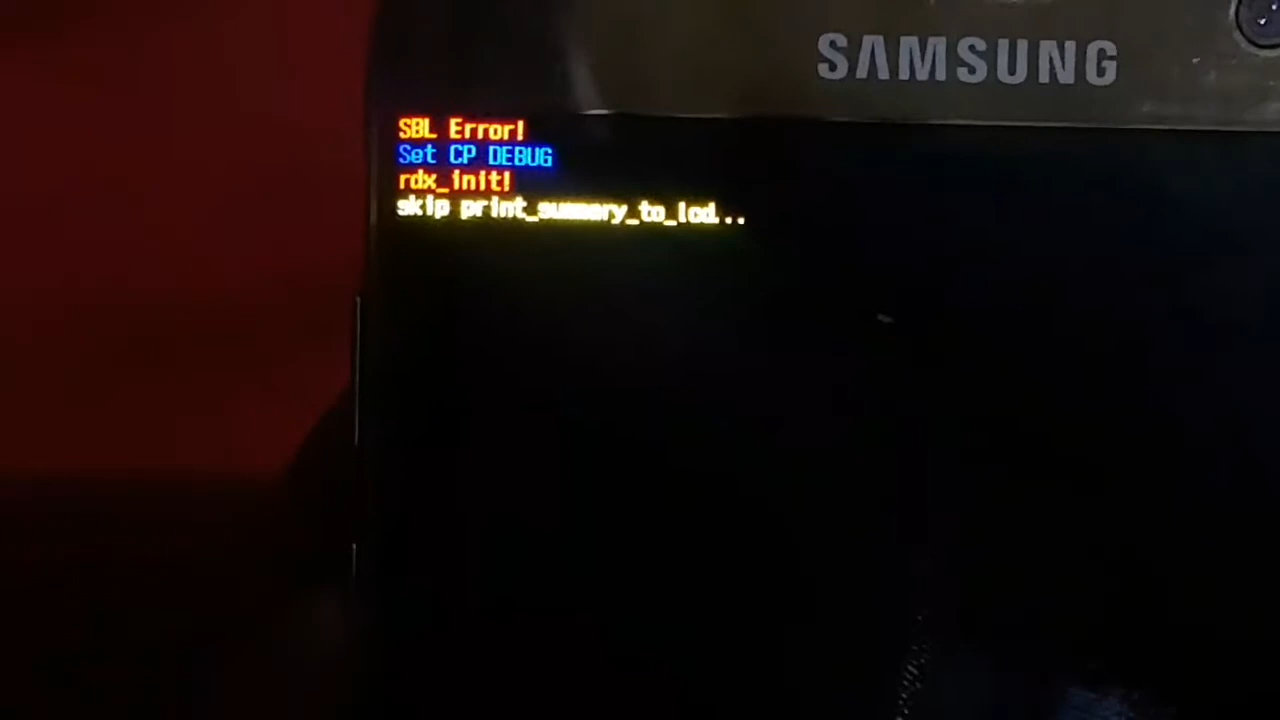 SAMSUNG
SBL Error!
Set CP DEBUG
rdx_init!
skip print_summary_to_lcd...